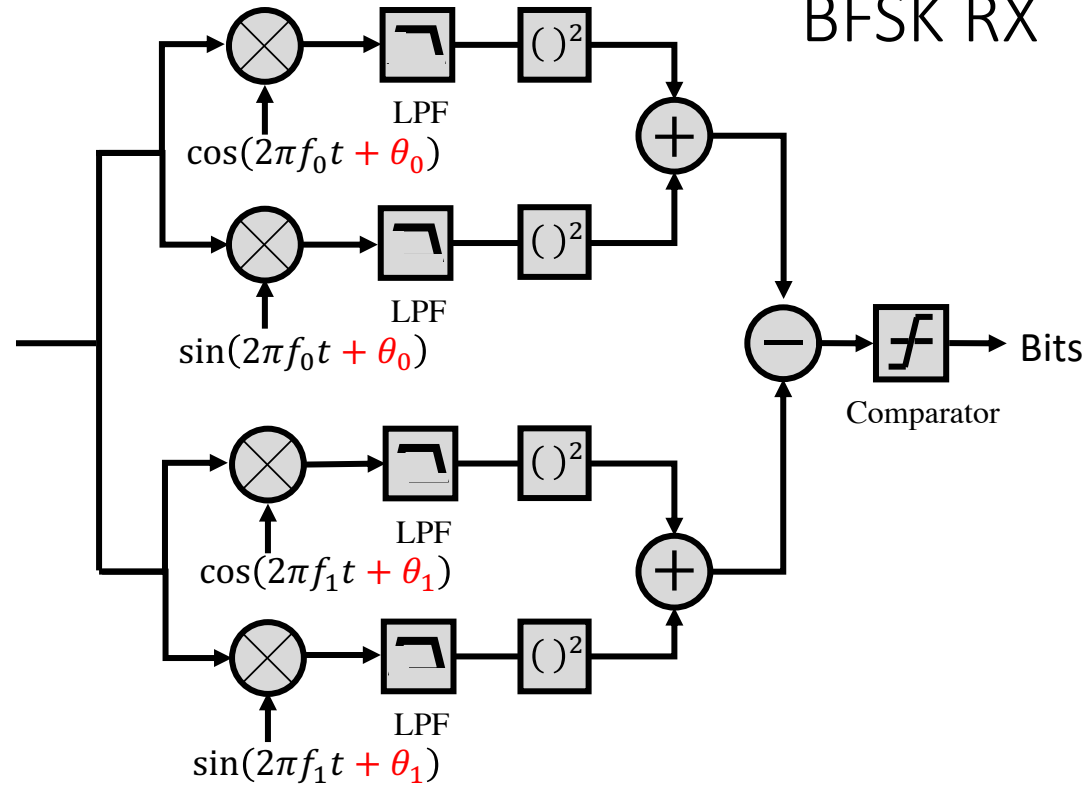 BFSK RX
( )²
LPF
cos(2πf₀t + θ₀)
( )²
LPF
sin(2πf₀t + θ₀)
Bits
Comparator
( )²
LPF
cos(2πf₁t + θ₁)
( )²
LPF
sin(2πf₁t + θ₁)